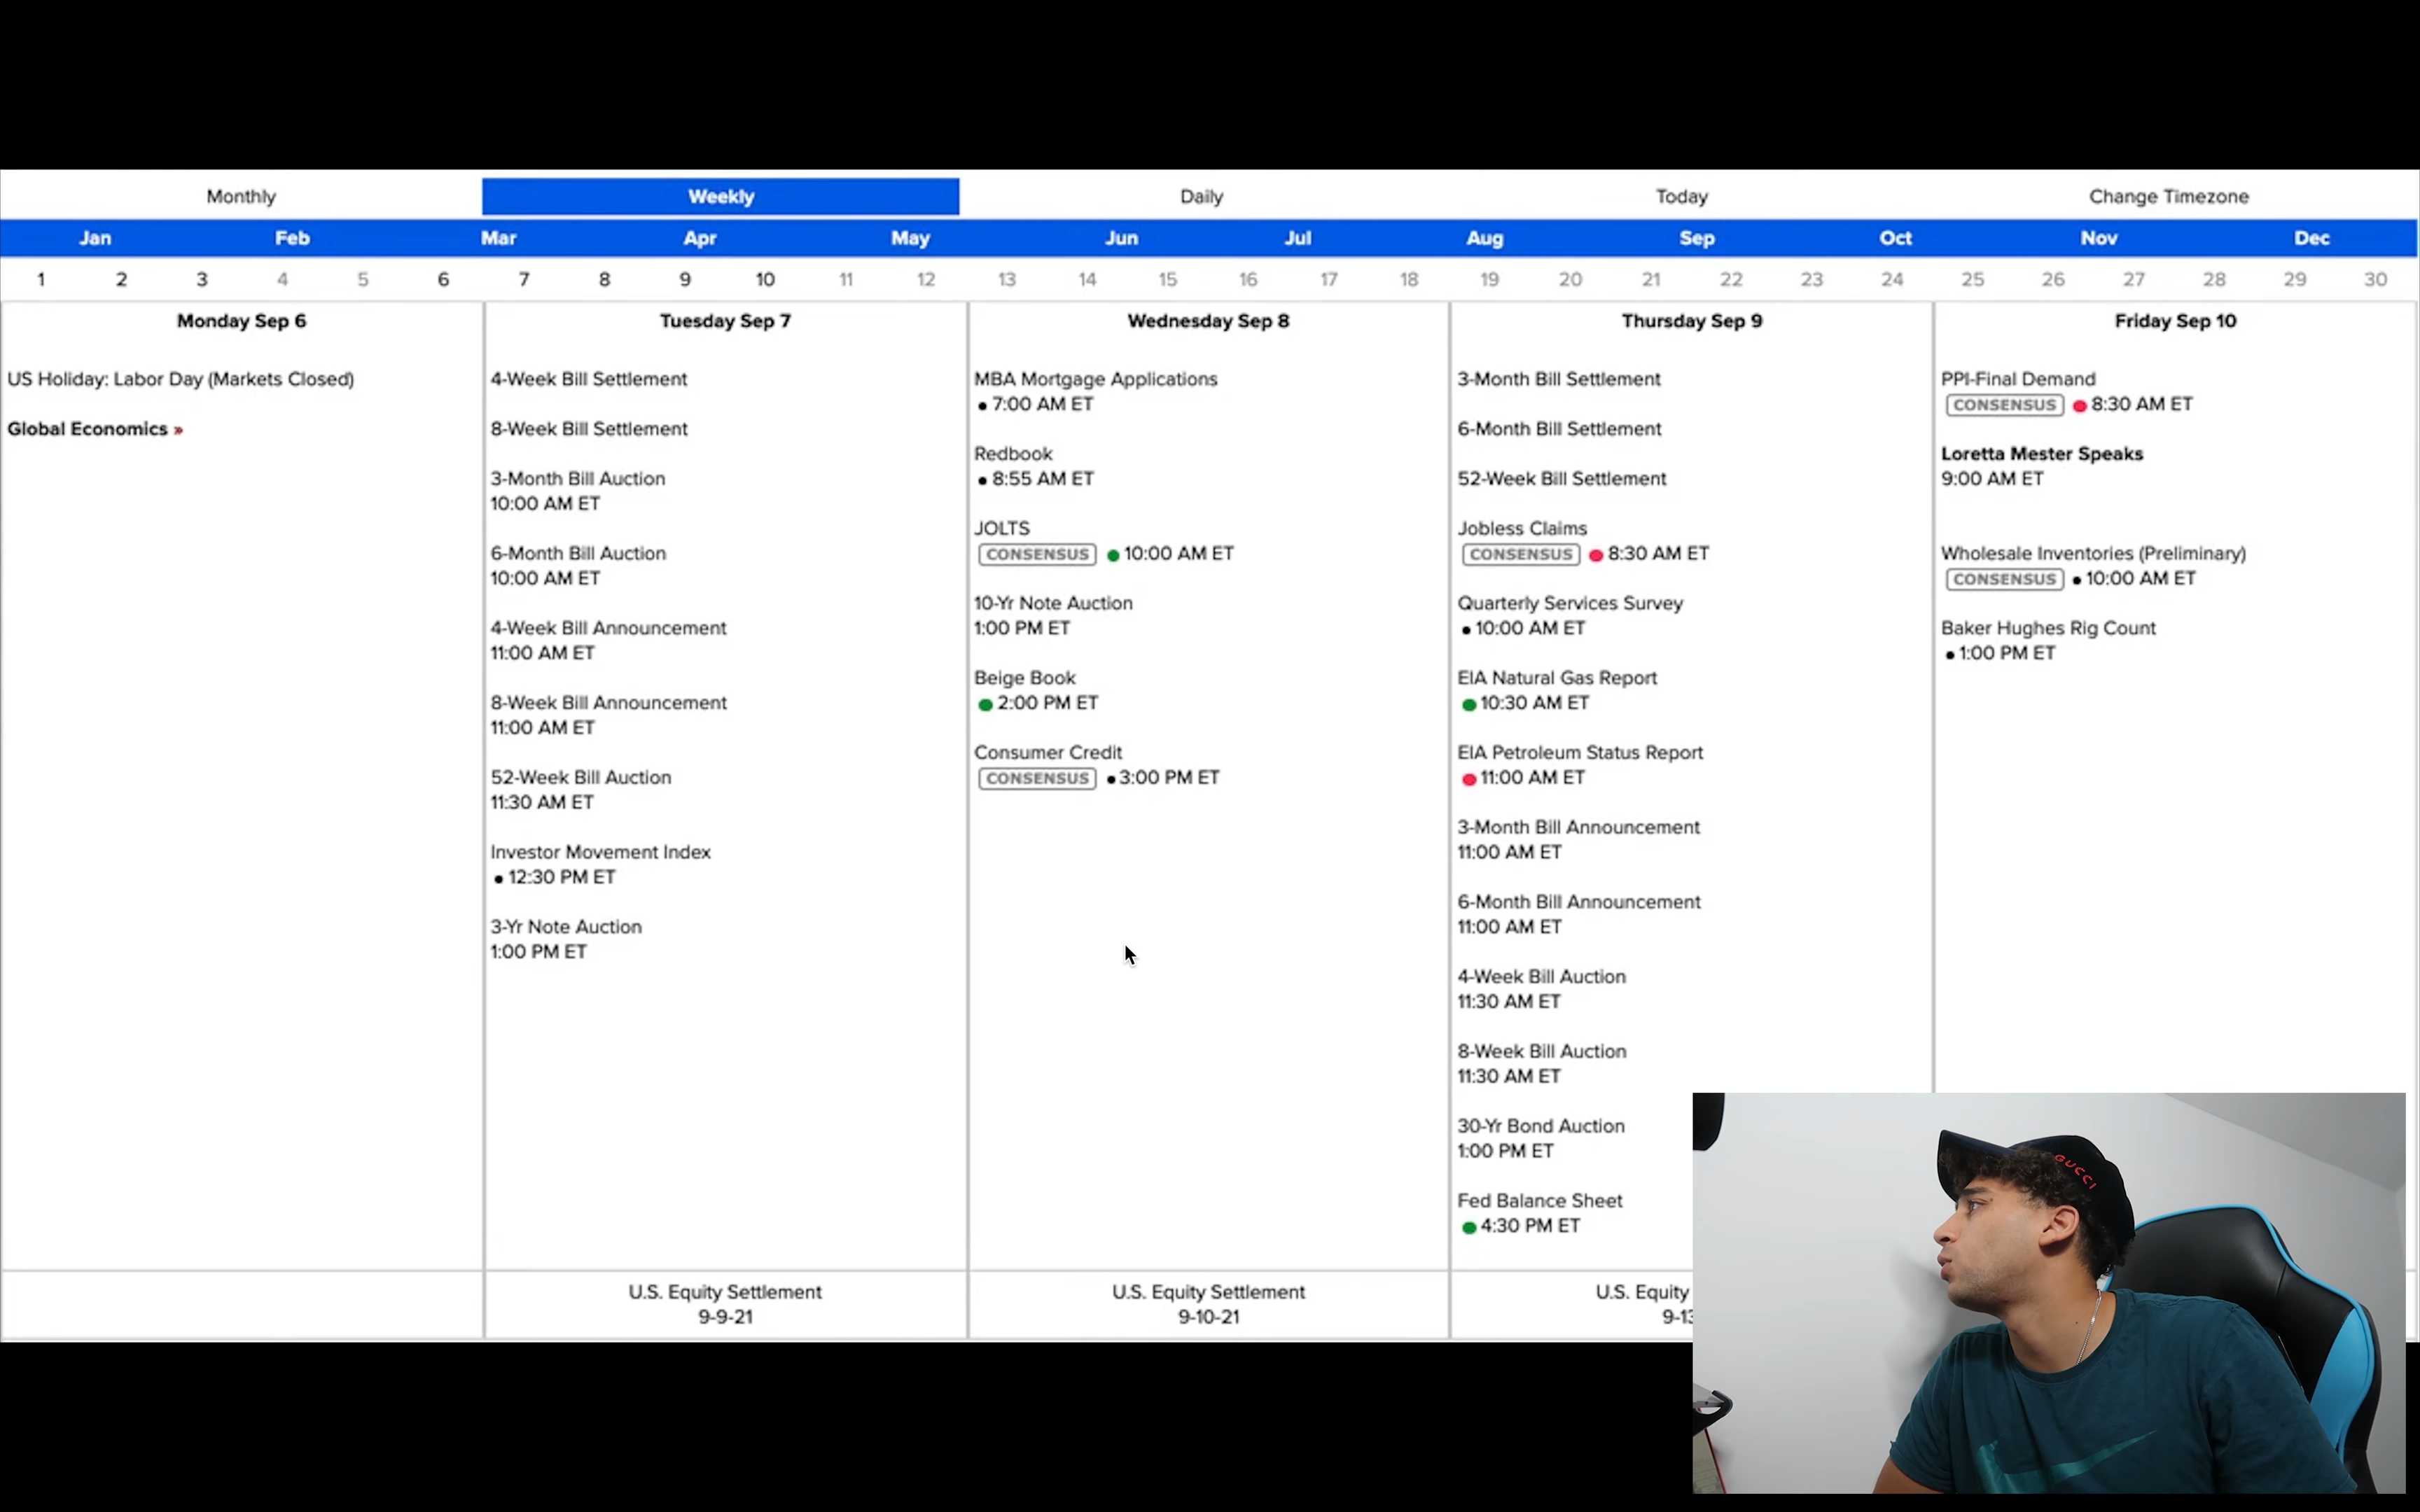 Monthly Weekly Daily Today Change Timezone
Jan Feb Mar Apr May Jun Jul Aug Sep Oct Nov Dec
1 2 3 4 5 6 7 8 9 10 11 12 13 14 15 16 17 18 19 20 21 22 23 24 25 26 27 28 29 30
Monday Sep 6
US Holiday: Labor Day (Markets Closed)
Global Economics »
Tuesday Sep 7
4-Week Bill Settlement
8-Week Bill Settlement
3-Month Bill Auction
10:00 AM ET
6-Month Bill Auction
10:00 AM ET
4-Week Bill Announcement
11:00 AM ET
8-Week Bill Announcement
11:00 AM ET
52-Week Bill Auction
11:30 AM ET
Investor Movement Index
• 12:30 PM ET
3-Yr Note Auction
1:00 PM ET
U.S. Equity Settlement
9-9-21
Wednesday Sep 8
MBA Mortgage Applications
• 7:00 AM ET
Redbook
• 8:55 AM ET
JOLTS
CONSENSUS • 10:00 AM ET
10-Yr Note Auction
1:00 PM ET
Beige Book
• 2:00 PM ET
Consumer Credit
CONSENSUS • 3:00 PM ET
U.S. Equity Settlement
9-10-21
Thursday Sep 9
3-Month Bill Settlement
6-Month Bill Settlement
52-Week Bill Settlement
Jobless Claims
CONSENSUS • 8:30 AM ET
Quarterly Services Survey
• 10:00 AM ET
EIA Natural Gas Report
• 10:30 AM ET
EIA Petroleum Status Report
• 11:00 AM ET
3-Month Bill Announcement
11:00 AM ET
6-Month Bill Announcement
11:00 AM ET
4-Week Bill Auction
11:30 AM ET
8-Week Bill Auction
11:30 AM ET
30-Yr Bond Auction
1:00 PM ET
Fed Balance Sheet
• 4:30 PM ET
U.S. Equity
9-13
Friday Sep 10
PPI-Final Demand
CONSENSUS • 8:30 AM ET
Loretta Mester Speaks
9:00 AM ET
Wholesale Inventories (Preliminary)
CONSENSUS • 10:00 AM ET
Baker Hughes Rig Count
• 1:00 PM ET
GUCCI